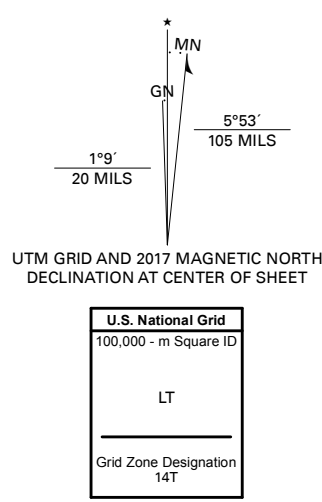 ★
MN
GN
5°53´
105 MILS
1°9´
20 MILS
UTM GRID AND 2017 MAGNETIC NORTH
DECLINATION AT CENTER OF SHEET
U.S. National Grid
100,000 - m Square ID
LT
Grid Zone Designation
14T